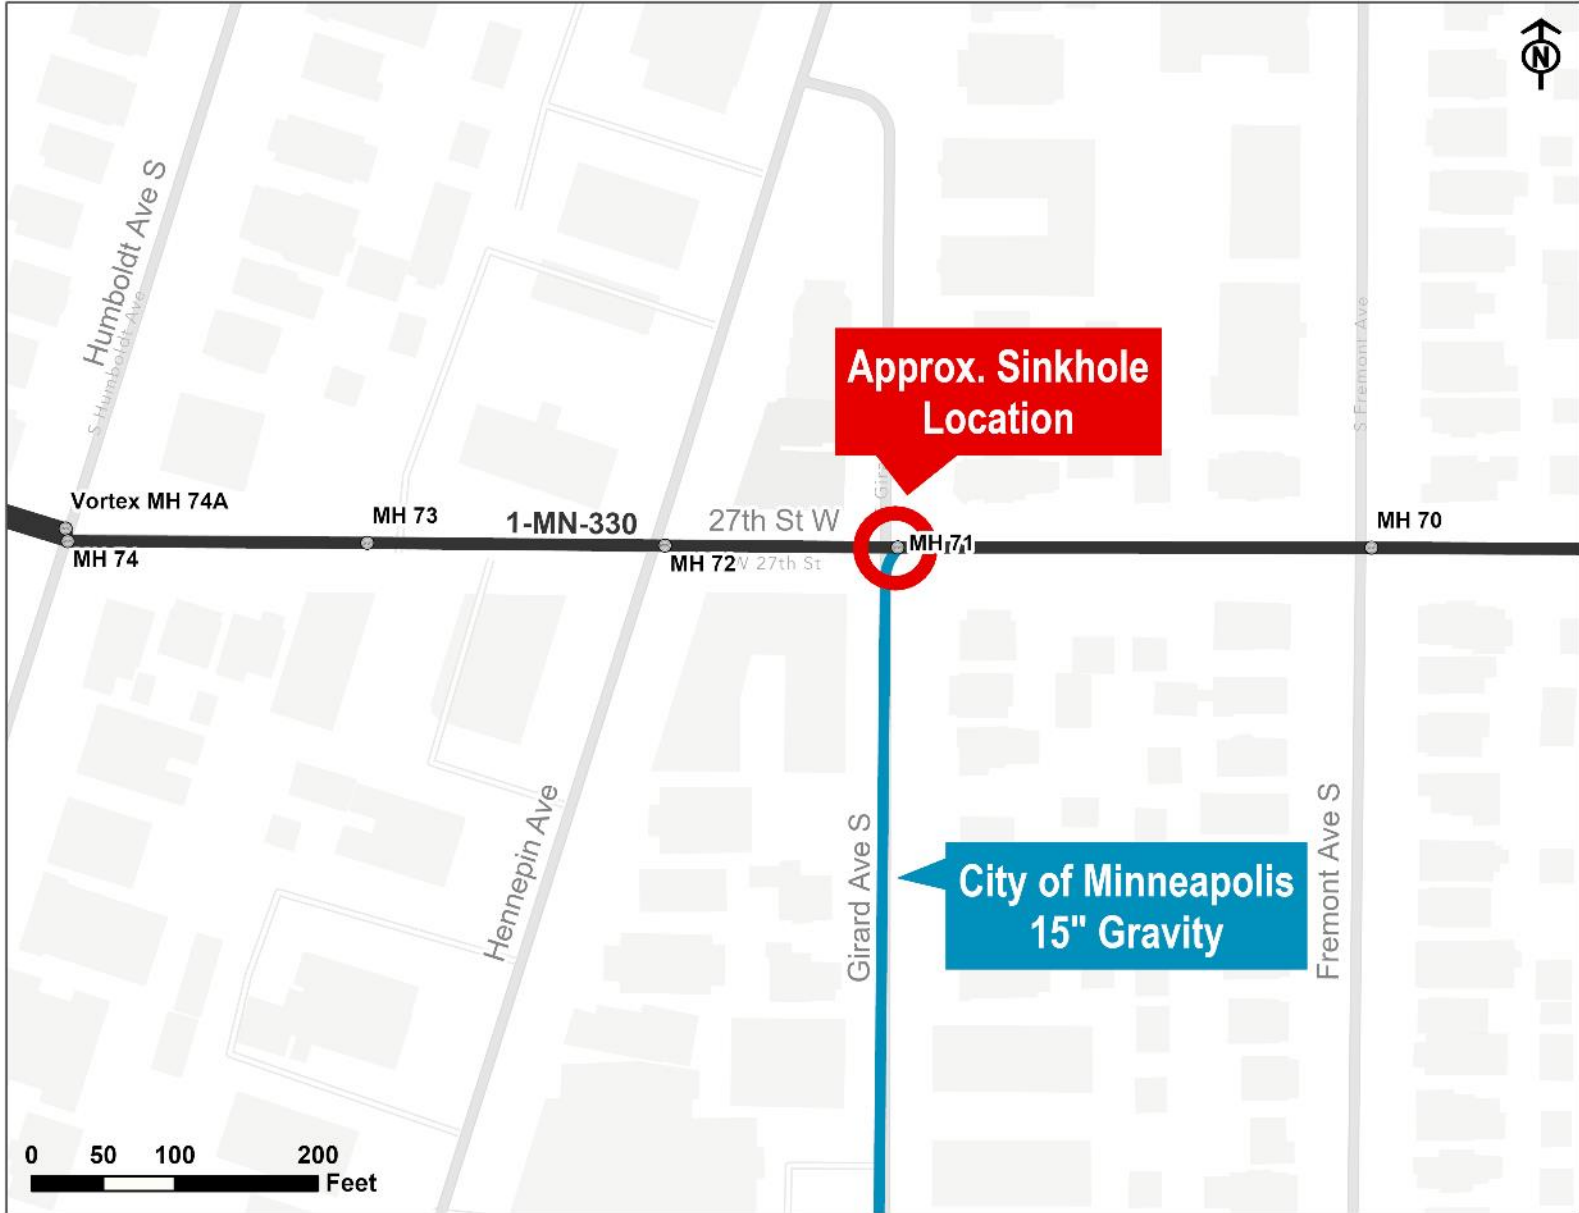 N
Humboldt Ave S
S Humboldt Ave
S Fremont Ave
Approx. Sinkhole
Location
Vortex MH 74A
MH 74
MH 73
1-MN-330
27th St W
W 27th St
MH 72
MH 71
MH 70
Hennepin Ave
Girard Ave S
City of Minneapolis
15" Gravity
Fremont Ave S
0 50 100 200
Feet